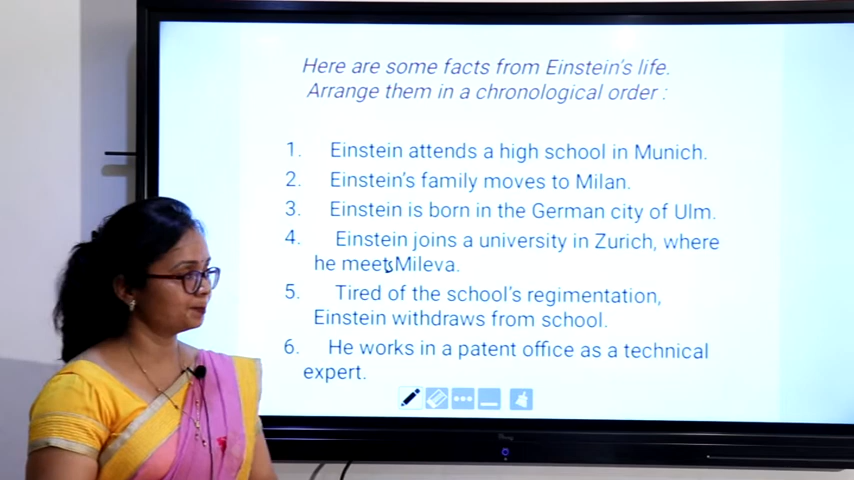 Here are some facts from Einstein's life.
Arrange them in a chronological order :
1. Einstein attends a high school in Munich.
2. Einstein's family moves to Milan.
3. Einstein is born in the German city of Ulm.
4. Einstein joins a university in Zurich, where
he meets Mileva.
5. Tired of the school's regimentation,
Einstein withdraws from school.
6. He works in a patent office as a technical
expert.